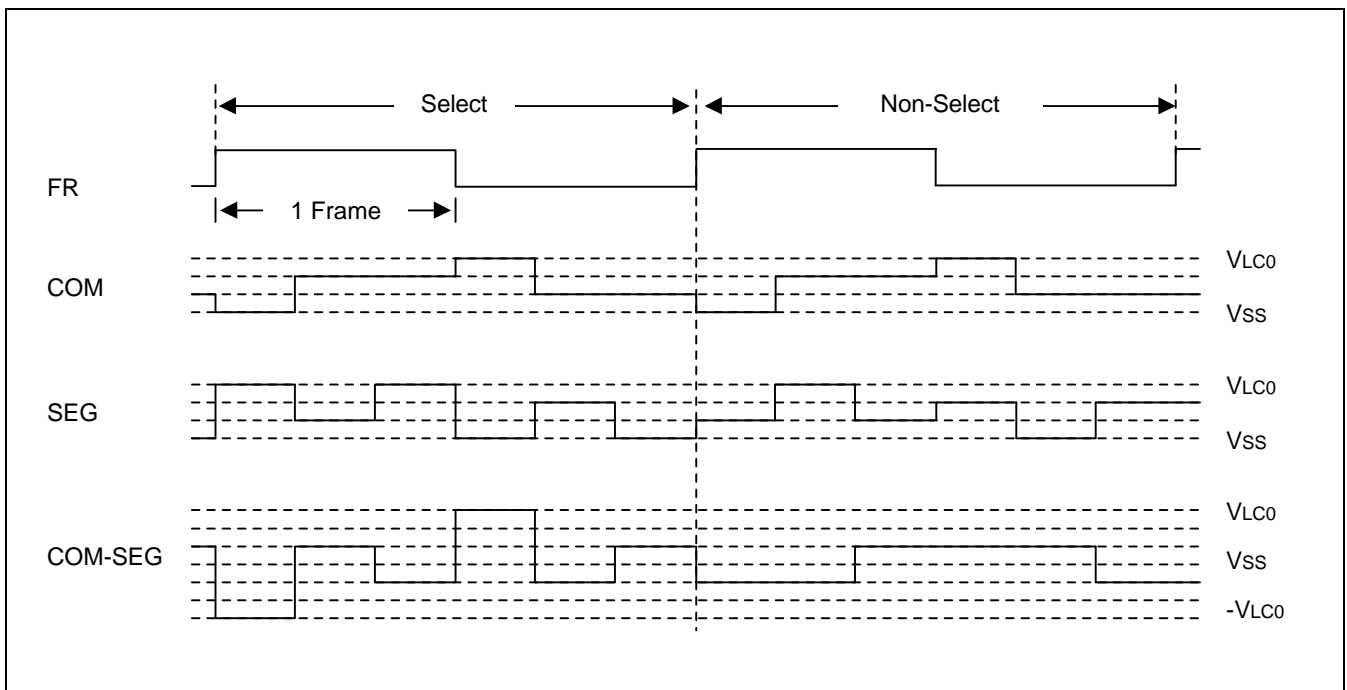 Select
Non-Select
FR
1 Frame
COM
VLC0
VSS
SEG
VLC0
VSS
COM-SEG
VLC0
VSS
-VLC0